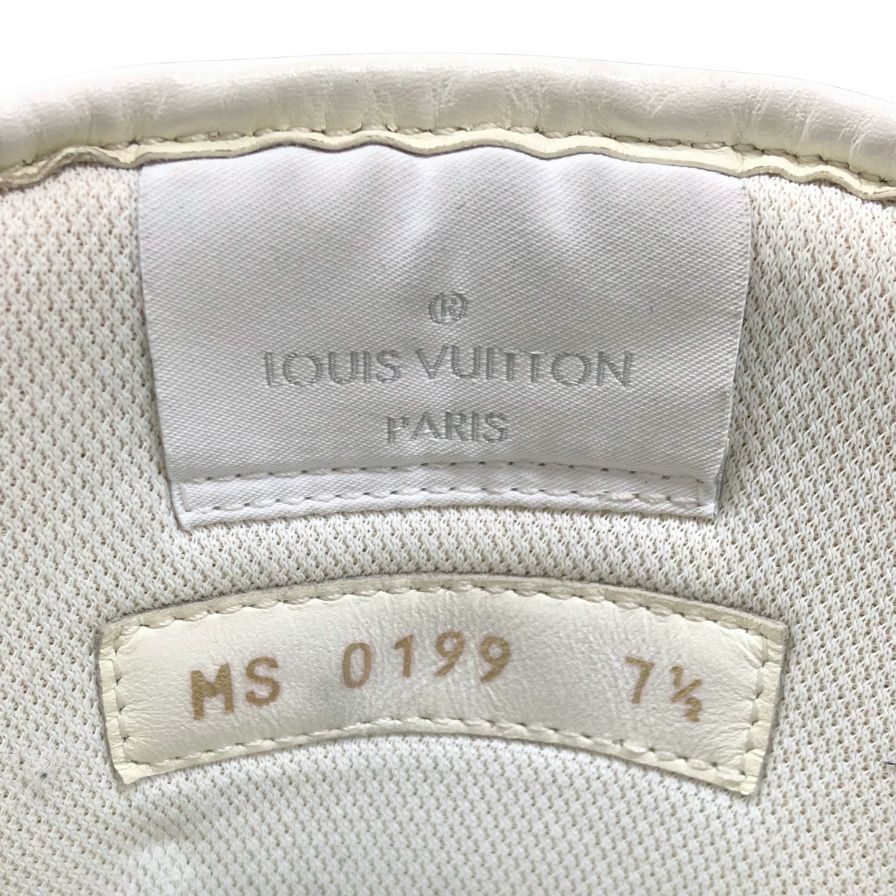 ®
LOUIS VUITTON
PARIS
MS 0199 7½